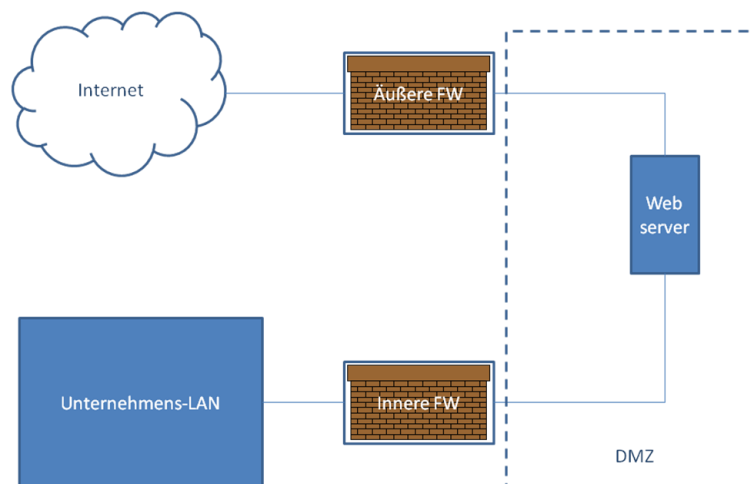 Internet
Äußere FW
Web
server
Unternehmens-LAN
Innere FW
DMZ